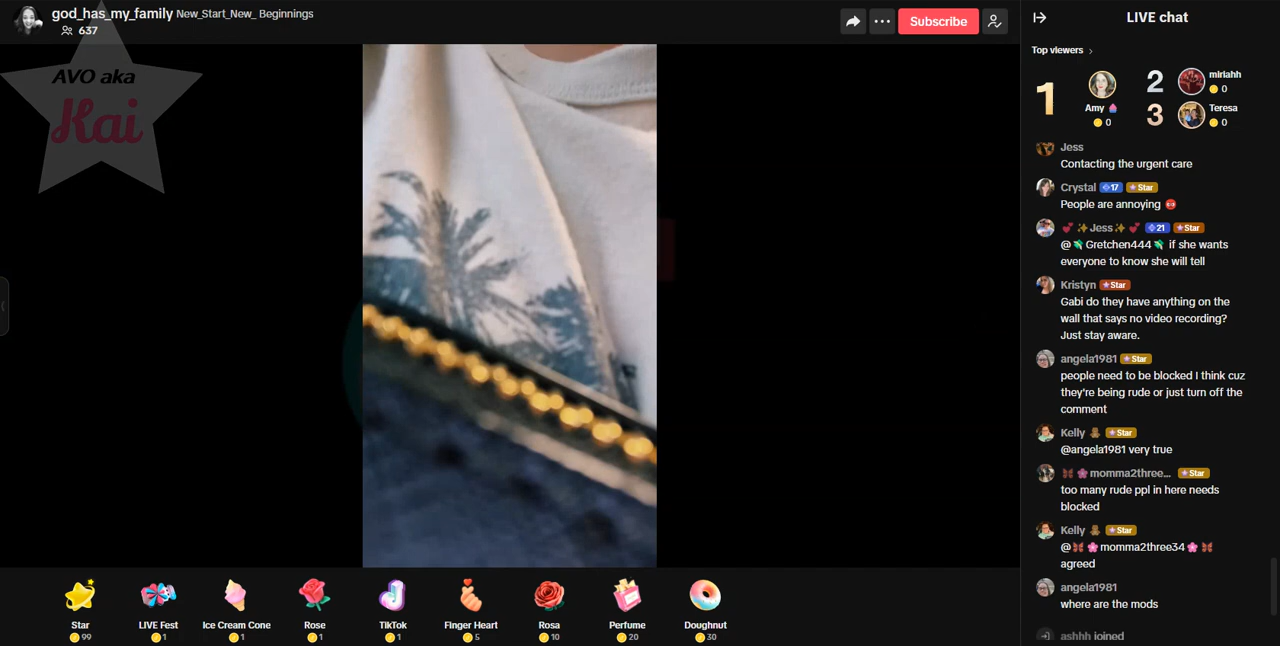 god_has_my_family New_Start_New_ Beginnings
637
Subscribe
AVO aka
Kai
LIVE chat
Top viewers
1
Amy
0
2
miriahh
0
3
Teresa
0
Jess
Contacting the urgent care
Crystal 17 Star
People are annoying
Jess 21 Star
@ Gretchen444 if she wants
everyone to know she will tell
Kristyn Star
Gabi do they have anything on the
wall that says no video recording?
Just stay aware.
angela1981 Star
people need to be blocked I think cuz
they're being rude or just turn off the
comment
Kelly Star
@angela1981 very true
momma2three... Star
too many rude ppl in here needs
blocked
Kelly Star
@ momma2three34
agreed
angela1981
where are the mods
ashhh joined
Star
99
LIVE Fest
1
Ice Cream Cone
1
Rose
1
TikTok
1
Finger Heart
5
Rosa
10
Perfume
20
Doughnut
30